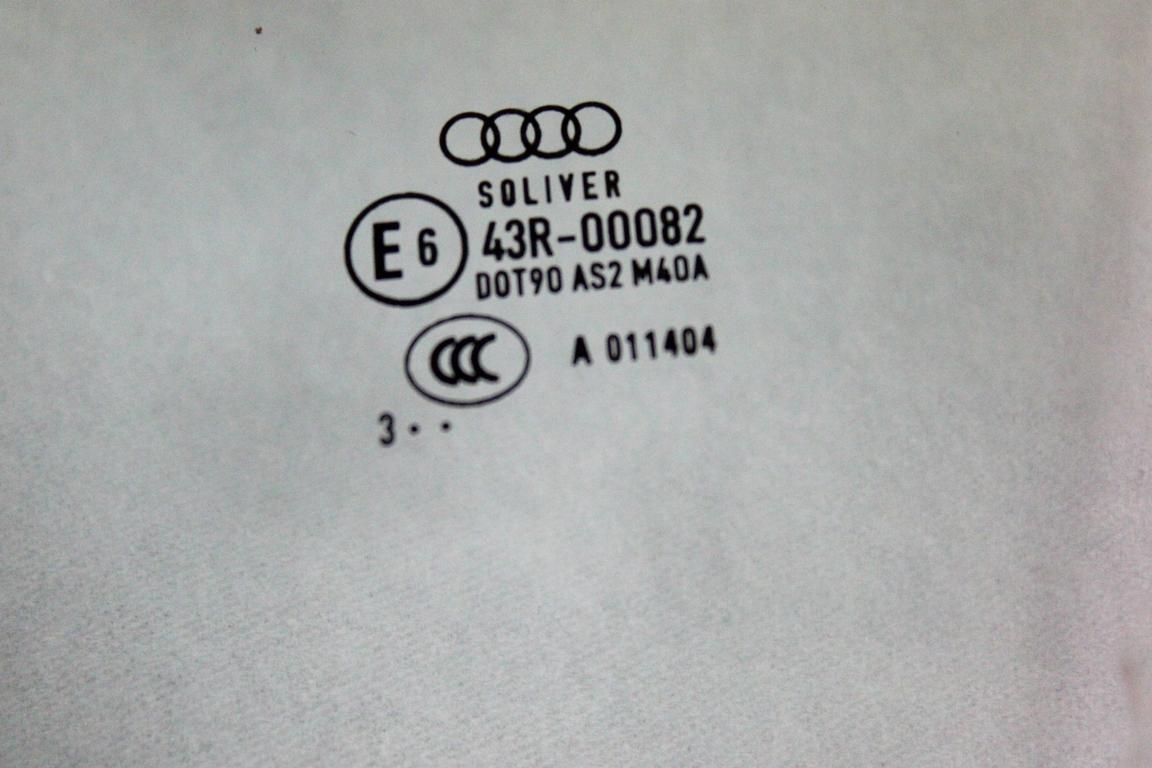 SOLIVER
E 6 43R-00082
DOT90 AS2 M40A
CCC A 011404
3 • •